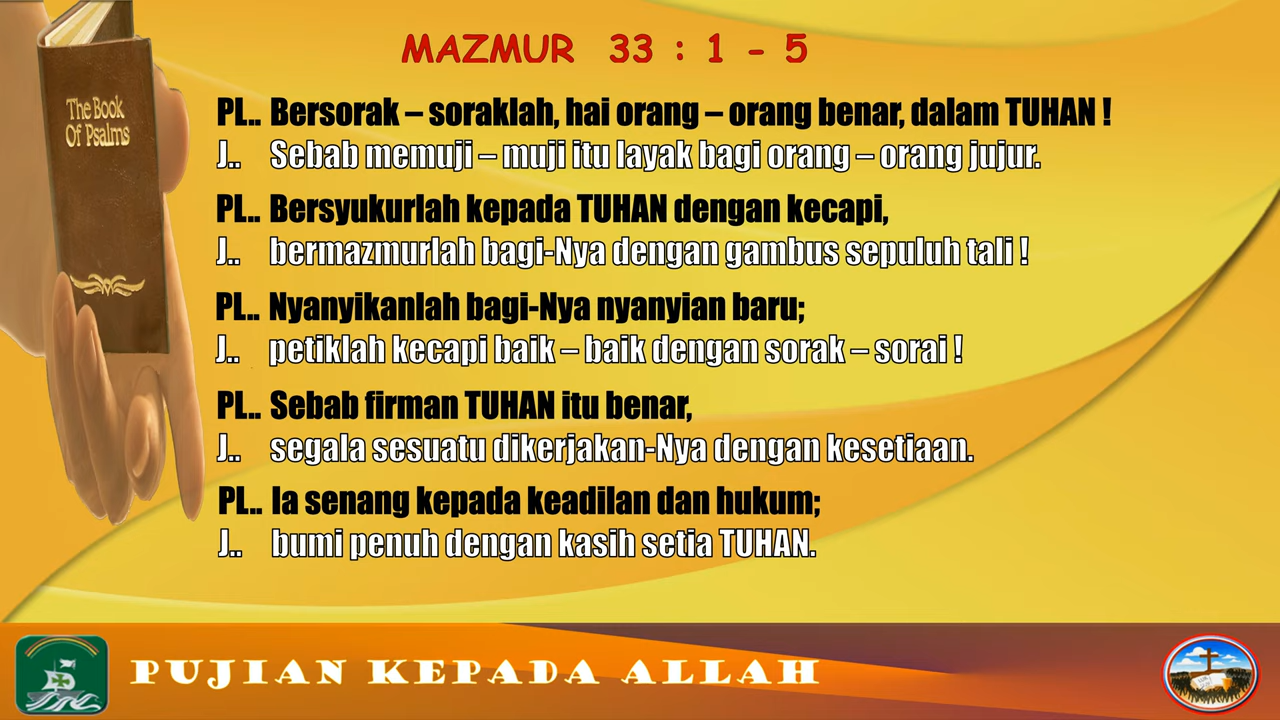 The Book
Of Psalms
MAZMUR 33 : 1 - 5
PL.. Bersorak – soraklah, hai orang – orang benar, dalam TUHAN !
J.. Sebab memuji – muji itu layak bagi orang – orang jujur.
PL.. Bersyukurlah kepada TUHAN dengan kecapi,
J.. bermazmurlah bagi-Nya dengan gambus sepuluh tali !
PL.. Nyanyikanlah bagi-Nya nyanyian baru;
J.. petiklah kecapi baik – baik dengan sorak – sorai !
PL.. Sebab firman TUHAN itu benar,
J.. segala sesuatu dikerjakan-Nya dengan kesetiaan.
PL.. Ia senang kepada keadilan dan hukum;
J.. bumi penuh dengan kasih setia TUHAN.
PUJIAN KEPADA ALLAH